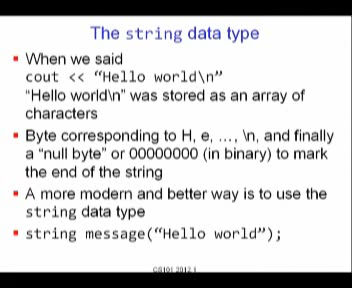 The string data type
When we said
cout << “Hello world\n”
“Hello world\n” was stored as an array of
characters
Byte corresponding to H, e, ..., \n, and finally
a “null byte” or 00000000 (in binary) to mark
the end of the string
A more modern and better way is to use the
string data type
string message(“Hello world”);
CS101 2012.1